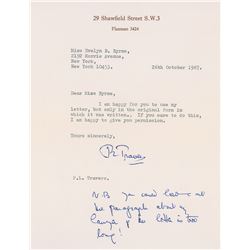 29 Shawfield Street S.W.3
Flaxman 3424
Miss Evelyn B. Byrne,
2192 Morris Avenue,
New York,
New York 10453.
26th October 1967.
Dear Miss Byrne,
I am happy for you to use my
letter, but only in the original form in
which it was written. If you care to do this,
I am happy to give you permission.
Yours sincerely,
P.L. Travers
P.L. Travers.
N.B. you could leave out
the paragraph about my
lawyer if the letter is too
long!